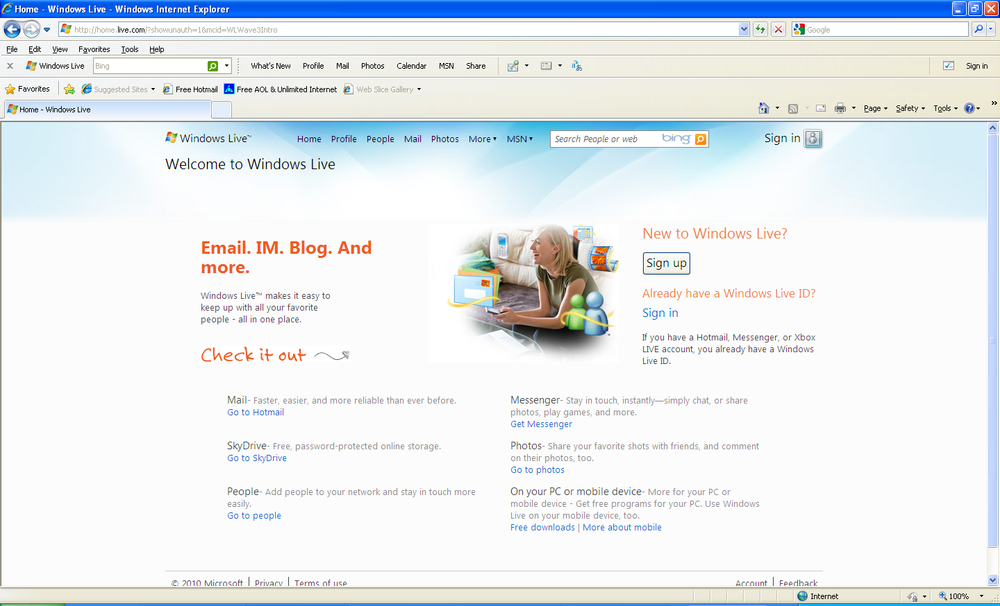 Home - Windows Live - Windows Internet Explorer
http://home.live.com/?showunauth=1&mcid=WLWave3Intro
Google
File Edit View Favorites Tools Help
Windows Live Bing What's New Profile Mail Photos Calendar MSN Share Sign in
Favorites Suggested Sites Free Hotmail Free AOL & Unlimited Internet Web Slice Gallery
Home - Windows Live
Page Safety Tools
Windows Live™ Home Profile People Mail Photos More MSN Search People or web bing Sign in
Welcome to Windows Live
Email. IM. Blog. And
more.
Windows Live™ makes it easy to
keep up with all your favorite
people - all in one place.
Check it out
New to Windows Live?
Sign up
Already have a Windows Live ID?
Sign in
If you have a Hotmail, Messenger, or Xbox
LIVE account, you already have a Windows
Live ID.
Mail- Faster, easier, and more reliable than ever before.
Go to Hotmail
SkyDrive- Free, password-protected online storage.
Go to SkyDrive
People- Add people to your network and stay in touch more
easily.
Go to people
Messenger- Stay in touch, instantly—simply chat, or share
photos, play games, and more.
Get Messenger
Photos- Share your favorite shots with friends, and comment
on their photos, too.
Go to photos
On your PC or mobile device- More for your PC or
mobile device - Get free programs for your PC. Use Windows
Live on your mobile device, too.
Free downloads | More about mobile
© 2010 Microsoft | Privacy | Terms of use Account | Feedback
Internet 100%